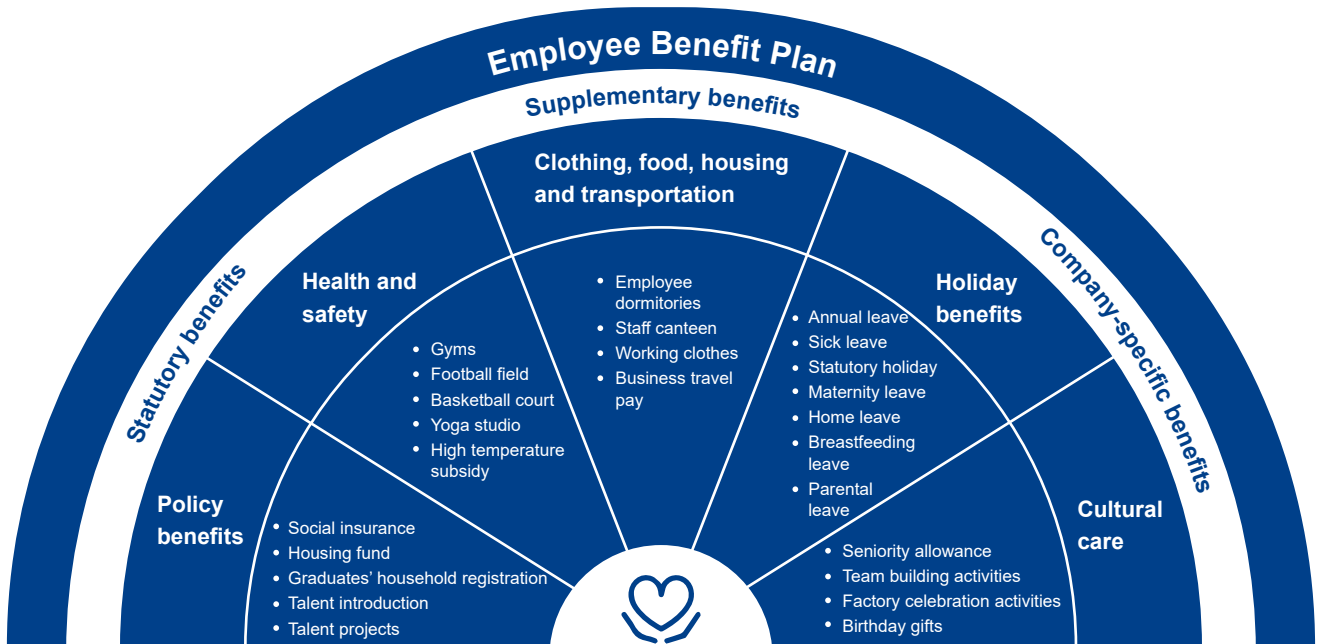 Employee Benefit Plan
Supplementary benefits
Statutory benefits
Company-specific benefits
Policy
benefits
• Social insurance
• Housing fund
• Graduates’ household registration
• Talent introduction
• Talent projects
Health and
safety
• Gyms
• Football field
• Basketball court
• Yoga studio
• High temperature
subsidy
Clothing, food, housing
and transportation
• Employee
dormitories
• Staff canteen
• Working clothes
• Business travel
pay
Holiday
benefits
• Annual leave
• Sick leave
• Statutory holiday
• Maternity leave
• Home leave
• Breastfeeding
leave
• Parental
leave
Cultural
care
• Seniority allowance
• Team building activities
• Factory celebration activities
• Birthday gifts